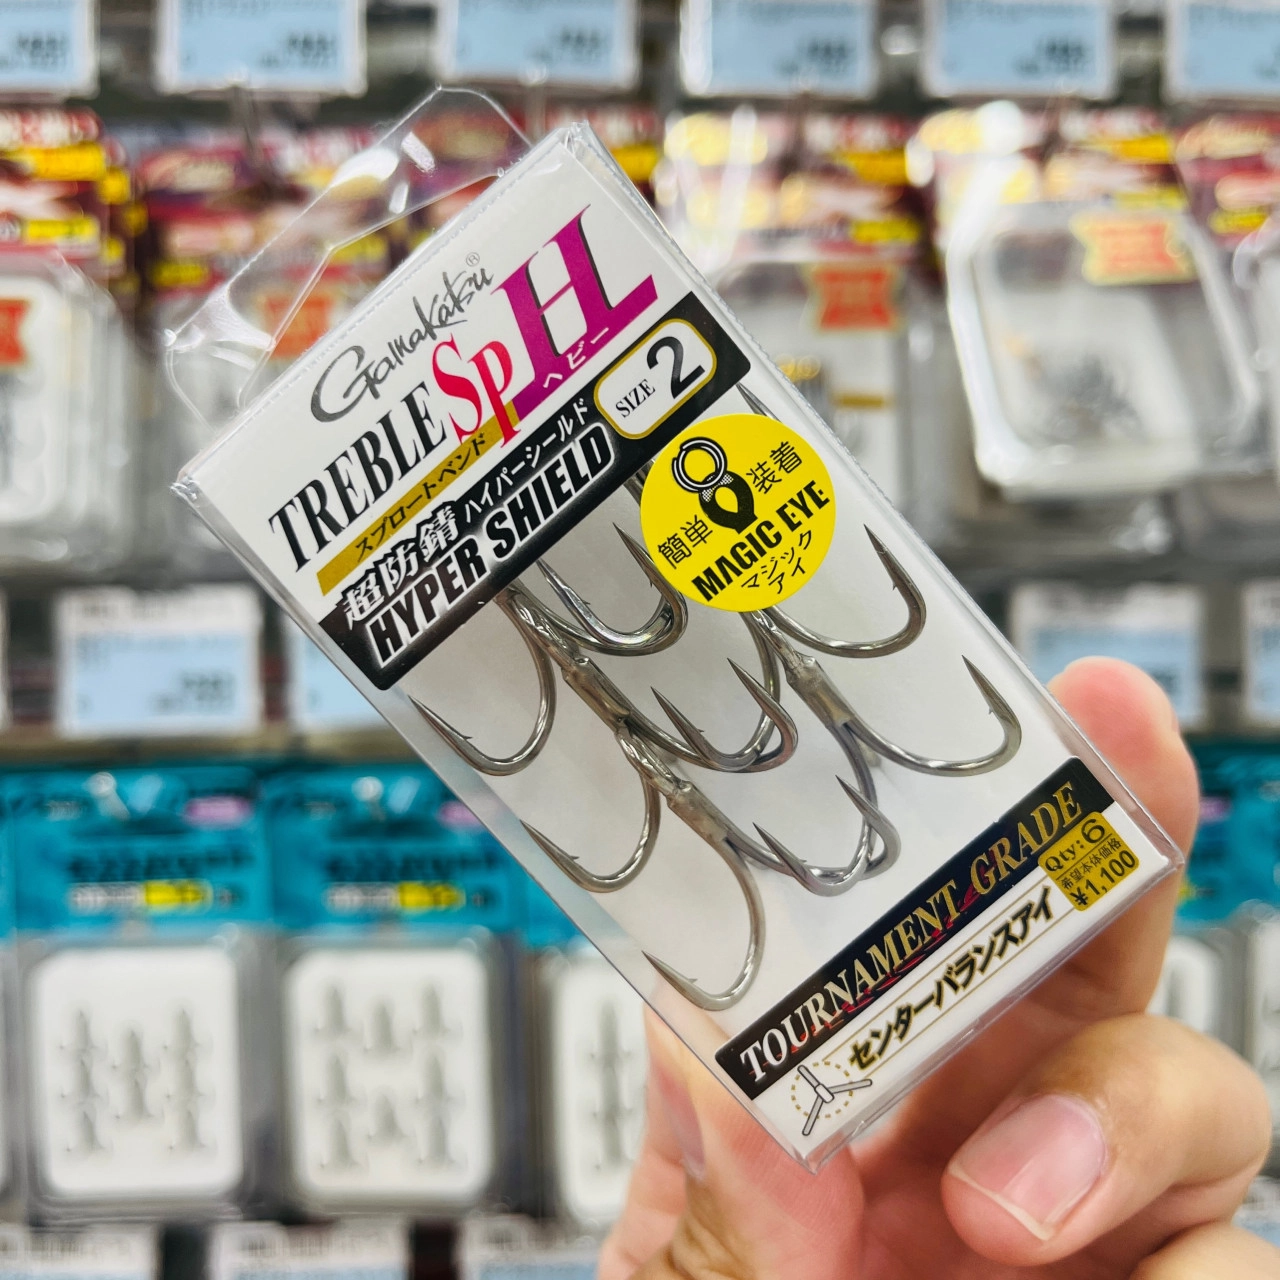 Gamakatsu®
TREBLE SP H
スプロートベンド
ヘビー
超防錆 ハイパーシールド
HYPER SHIELD
SIZE 2
簡単 装着
MAGIC EYE
マジック
アイ
TOURNAMENT GRADE
センターバランスアイ
Qty:6
希望本体価格
¥1,100